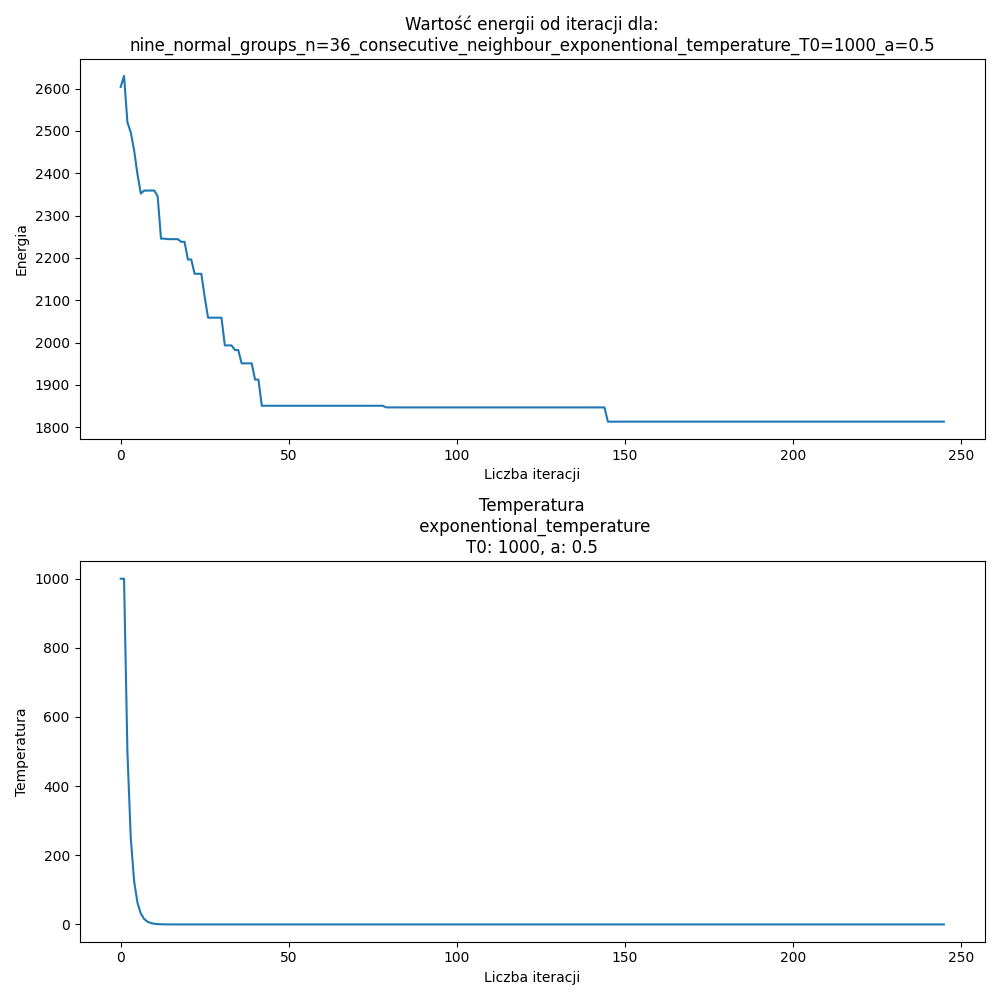 Wartość energii od iteracji dla:
nine_normal_groups_n=36_consecutive_neighbour_exponentional_temperature_T0=1000_a=0.5
2600
2500
2400
2300
2200
2100
2000
1900
1800
Energia
0 50 100 150 200 250
Liczba iteracji
Temperatura
exponentional_temperature
T0: 1000, a: 0.5
1000
800
600
400
200
0
Temperatura
0 50 100 150 200 250
Liczba iteracji